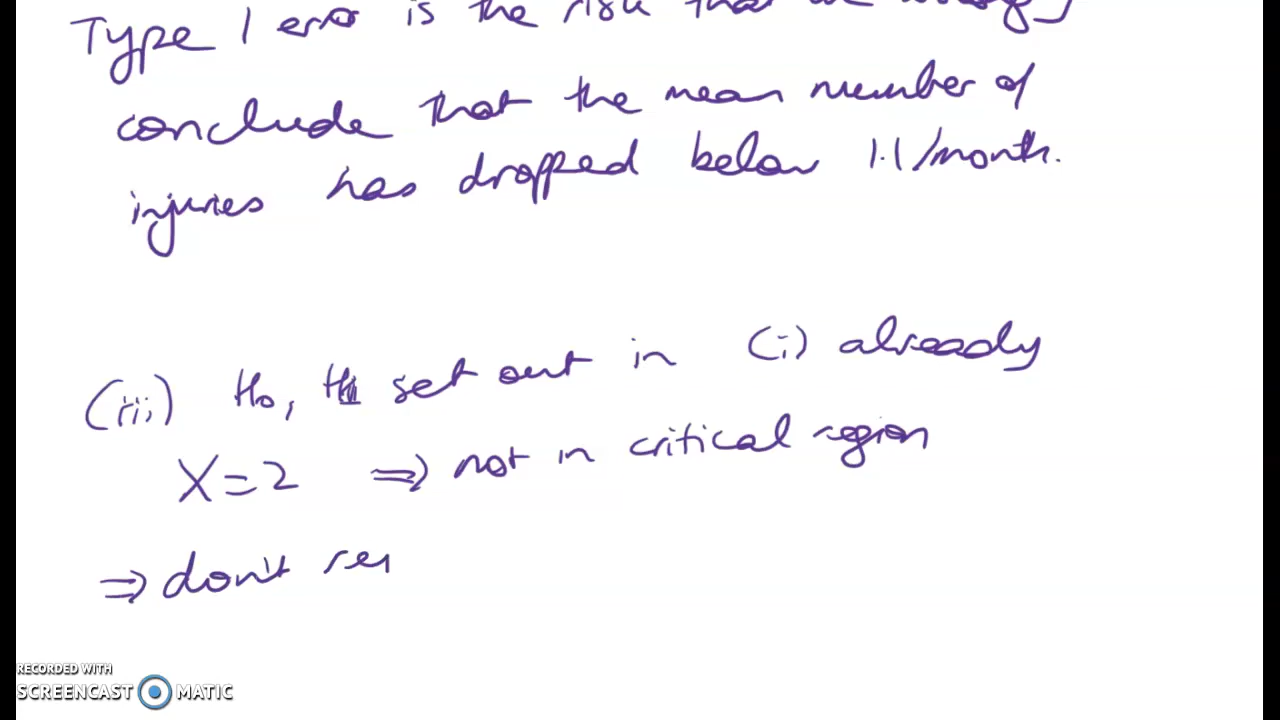 Type 1 error is the risk that we wrongly
conclude that the mean number of
injuries has dropped below 1.1/month.
(iii) H₀, H₁ set out in (i) already
X=2 ⇒ not in critical region
⇒ don't rej
RECORDED WITH
SCREENCAST MATIC